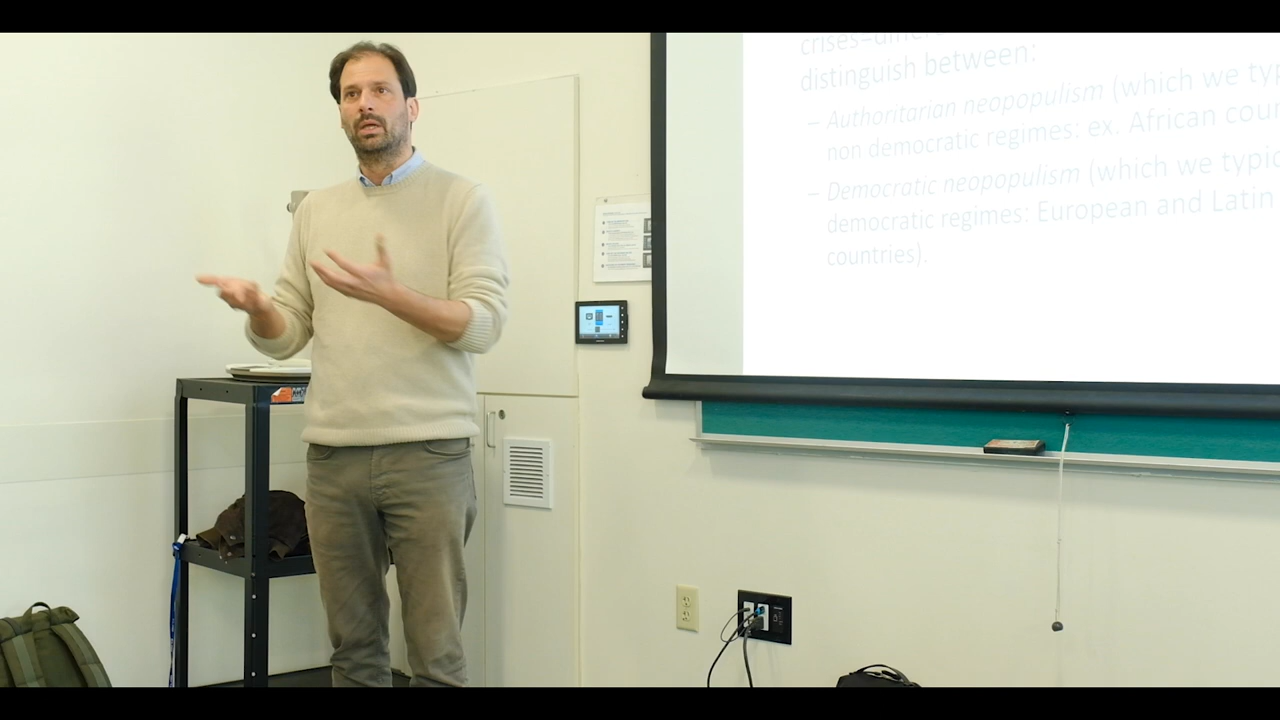 distinguish between:
– Authoritarian neopopulism (which we typ
non democratic regimes: ex. African cour
– Democratic neopopulism (which we typic
democratic regimes: European and Latin
countries).